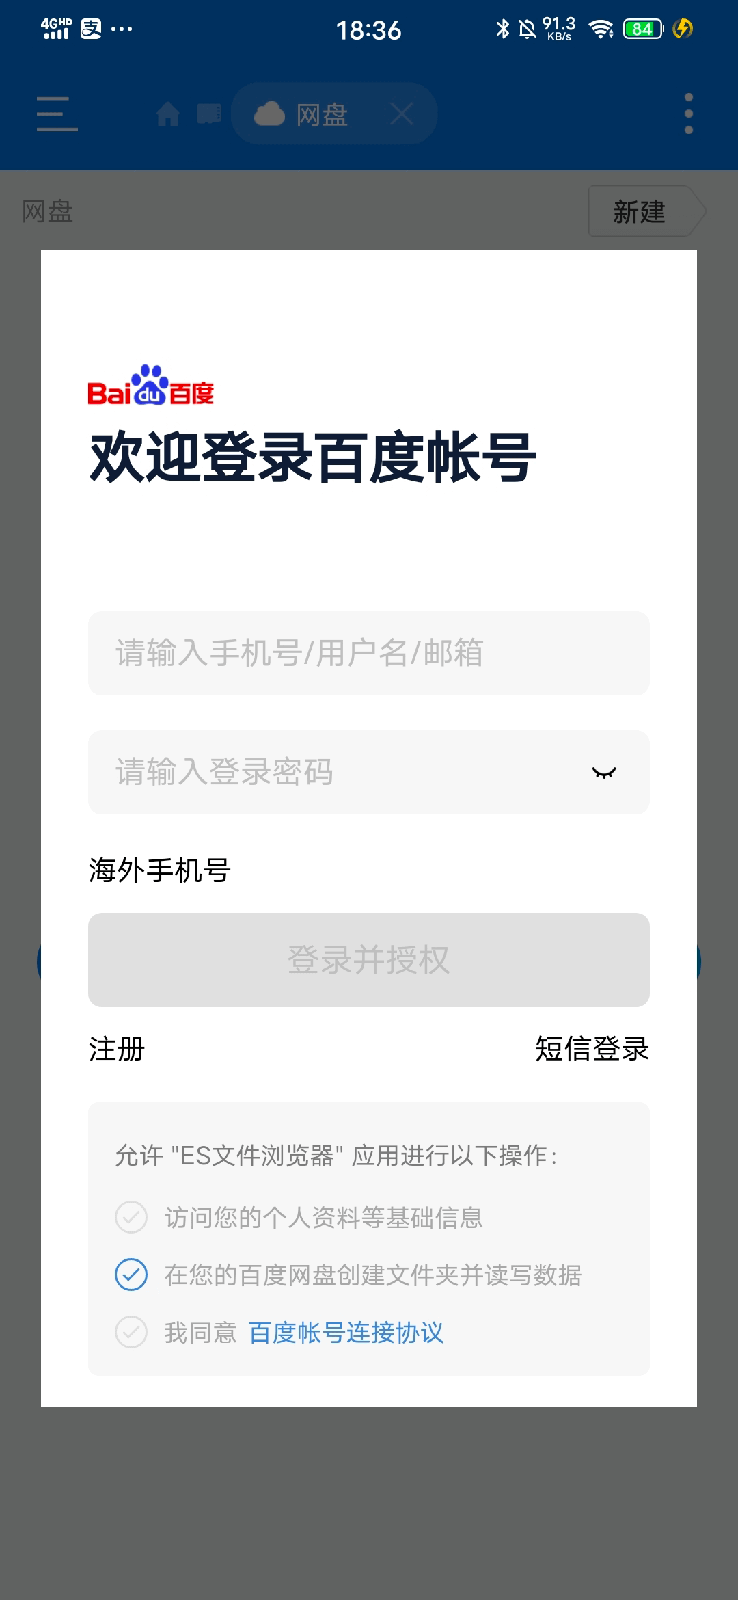 4GHD 支 ··· 18:36 91.3 KB/s 84
网盘
网盘 新建
Bai du 百度
欢迎登录百度帐号
请输入手机号/用户名/邮箱
请输入登录密码
海外手机号
登录并授权
注册 短信登录
允许 "ES文件浏览器" 应用进行以下操作：
访问您的个人资料等基础信息
在您的百度网盘创建文件夹并读写数据
我同意 百度帐号连接协议